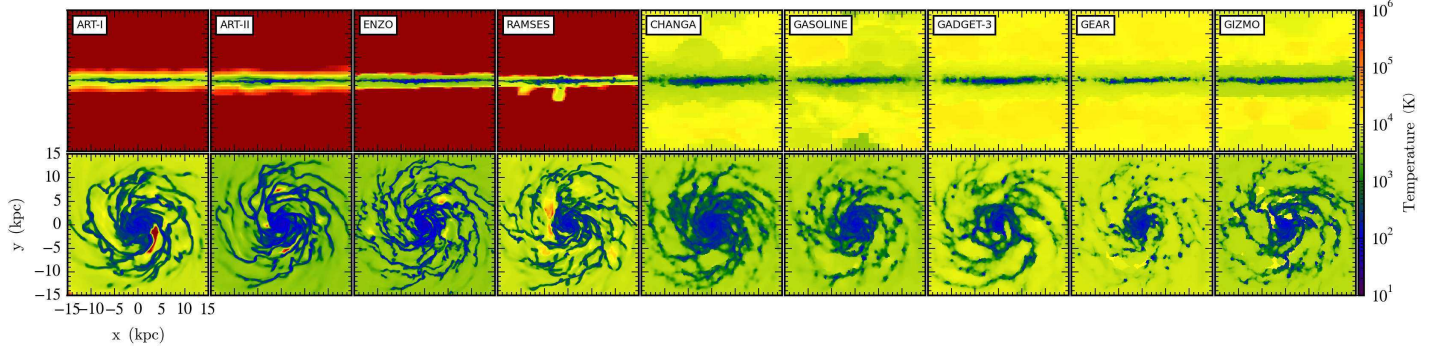 ART-I ART-II ENZO RAMSES CHANGA GASOLINE GADGET-3 GEAR GIZMO
10^6
10^5
10^4
10^3
10^2
10^1
Temperature (K)
15
10
5
0
−5
−10
−15
y (kpc)
−15−10−5 0 5 10 15
x (kpc)